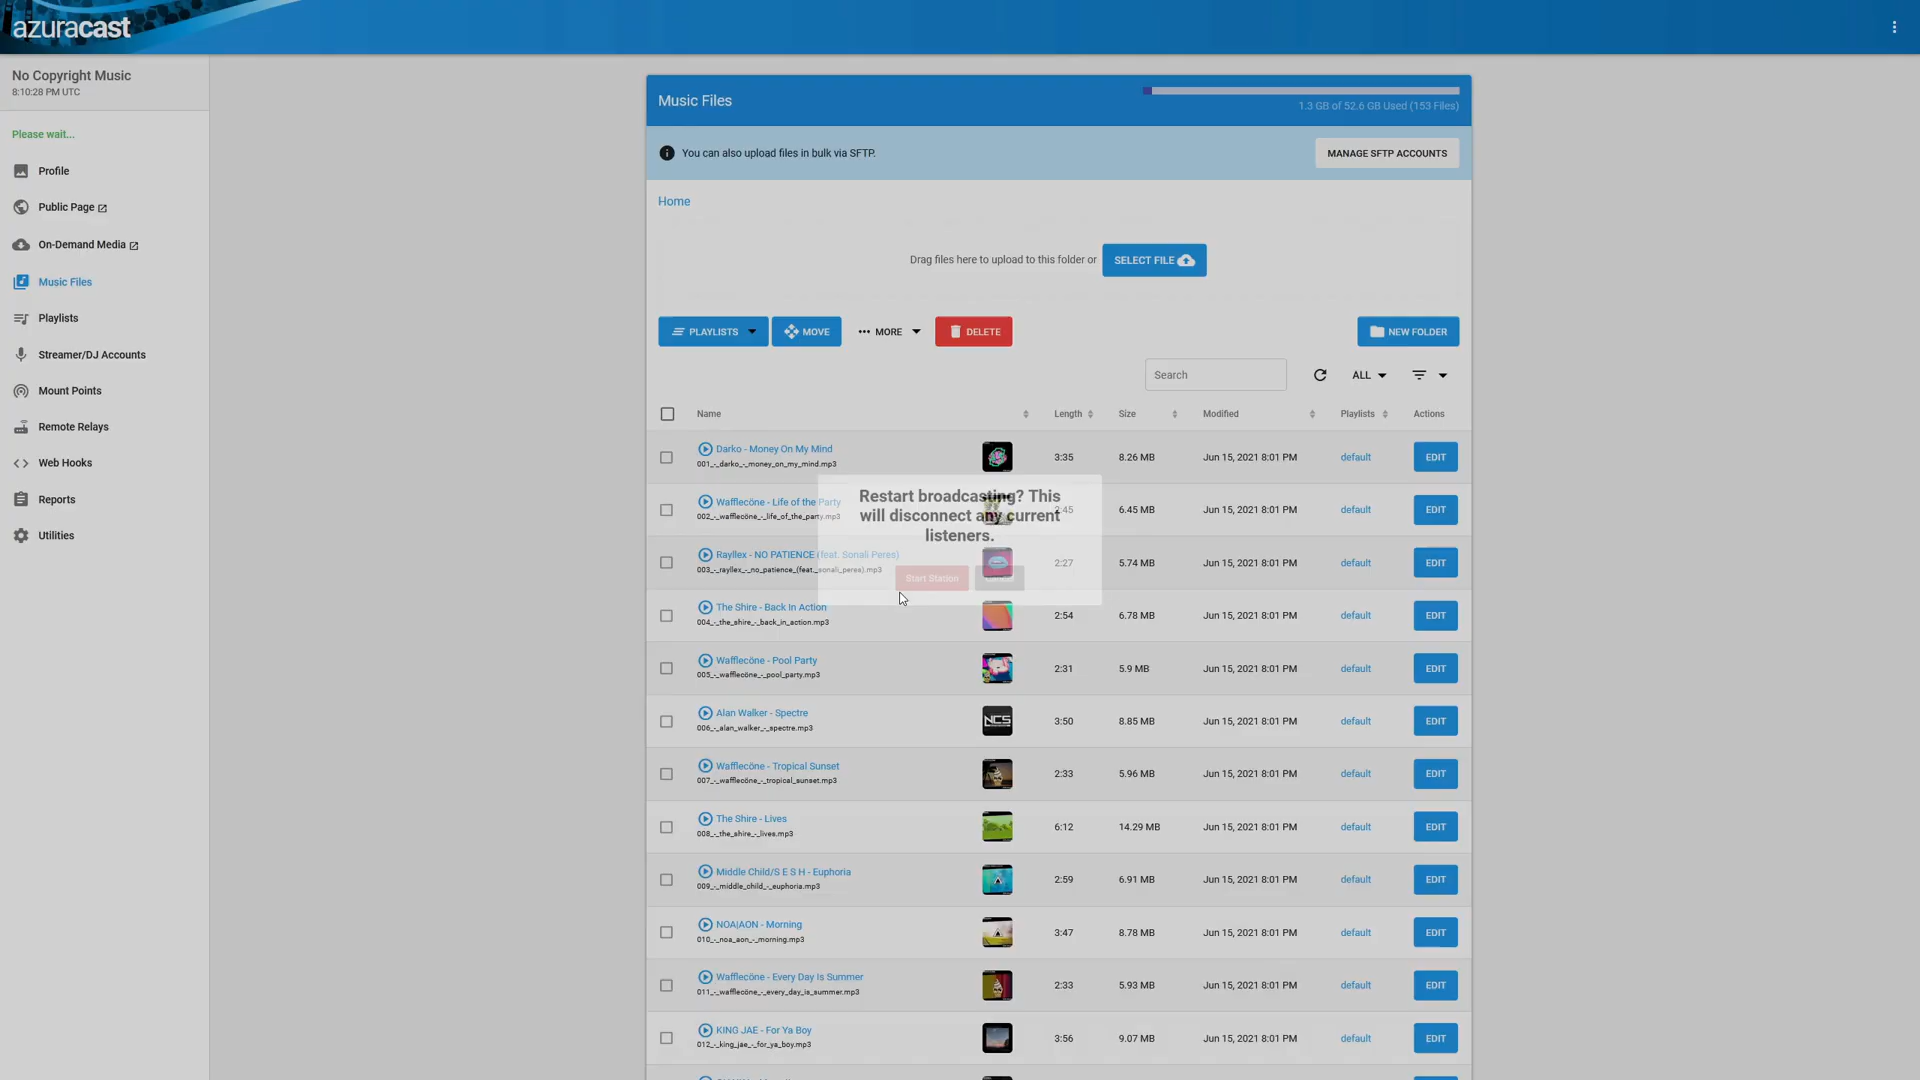 azuracast
No Copyright Music
8:10:28 PM UTC
Please wait...
Profile
Public Page
On-Demand Media
Music Files
Playlists
Streamer/DJ Accounts
Mount Points
Remote Relays
Web Hooks
Reports
Utilities
Music Files
1.3 GB of 52.6 GB Used (153 Files)
You can also upload files in bulk via SFTP.
MANAGE SFTP ACCOUNTS
Home
Drag files here to upload to this folder or
SELECT FILE
PLAYLISTS
MOVE
MORE
DELETE
NEW FOLDER
Search
ALL
Name Length Size Modified Playlists Actions
Darko - Money On My Mind
001_-_darko_-_money_on_my_mind.mp3
3:35 8.26 MB Jun 15, 2021 8:01 PM default EDIT
Wafflecöne - Life of the Party
002_-_wafflecöne_-_life_of_the_party.mp3
2:45 6.45 MB Jun 15, 2021 8:01 PM default EDIT
Rayllex - NO PATIENCE (feat. Sonali Peres)
003_-_rayllex_-_no_patience_(feat._sonali_peres).mp3
2:27 5.74 MB Jun 15, 2021 8:01 PM default EDIT
Restart broadcasting? This
will disconnect any current
listeners.
Start Station
The Shire - Back In Action
004_-_the_shire_-_back_in_action.mp3
2:54 6.78 MB Jun 15, 2021 8:01 PM default EDIT
Wafflecöne - Pool Party
005_-_wafflecöne_-_pool_party.mp3
2:31 5.9 MB Jun 15, 2021 8:01 PM default EDIT
Alan Walker - Spectre
006_-_alan_walker_-_spectre.mp3
NCS
3:50 8.85 MB Jun 15, 2021 8:01 PM default EDIT
Wafflecöne - Tropical Sunset
007_-_wafflecöne_-_tropical_sunset.mp3
2:33 5.96 MB Jun 15, 2021 8:01 PM default EDIT
The Shire - Lives
008_-_the_shire_-_lives.mp3
6:12 14.29 MB Jun 15, 2021 8:01 PM default EDIT
Middle Child/S E S H - Euphoria
009_-_middle_child_-_euphoria.mp3
2:59 6.91 MB Jun 15, 2021 8:01 PM default EDIT
NOA|AON - Morning
010_-_noa_aon_-_morning.mp3
3:47 8.78 MB Jun 15, 2021 8:01 PM default EDIT
Wafflecöne - Every Day Is Summer
011_-_wafflecöne_-_every_day_is_summer.mp3
2:33 5.93 MB Jun 15, 2021 8:01 PM default EDIT
KING JAE - For Ya Boy
012_-_king_jae_-_for_ya_boy.mp3
3:56 9.07 MB Jun 15, 2021 8:01 PM default EDIT